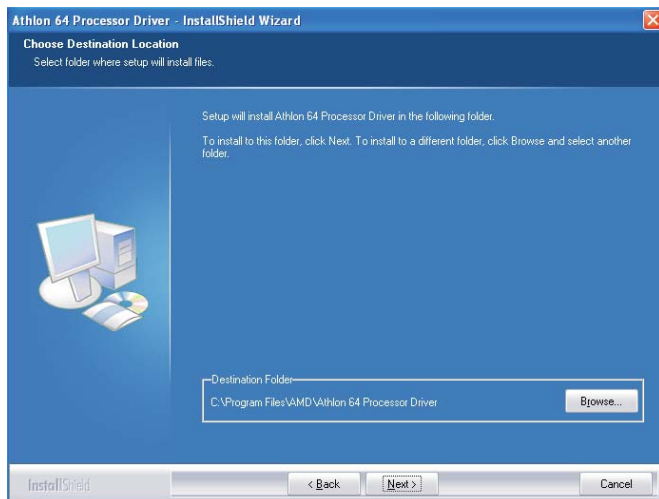 Athlon 64 Processor Driver - InstallShield Wizard
Choose Destination Location
Select folder where setup will install files.
Setup will install Athlon 64 Processor Driver in the following folder.
To install to this folder, click Next. To install to a different folder, click Browse and select another
folder.
Destination Folder
C:\Program Files\AMD\Athlon 64 Processor Driver
Browse...
InstallShield
< Back
Next >
Cancel